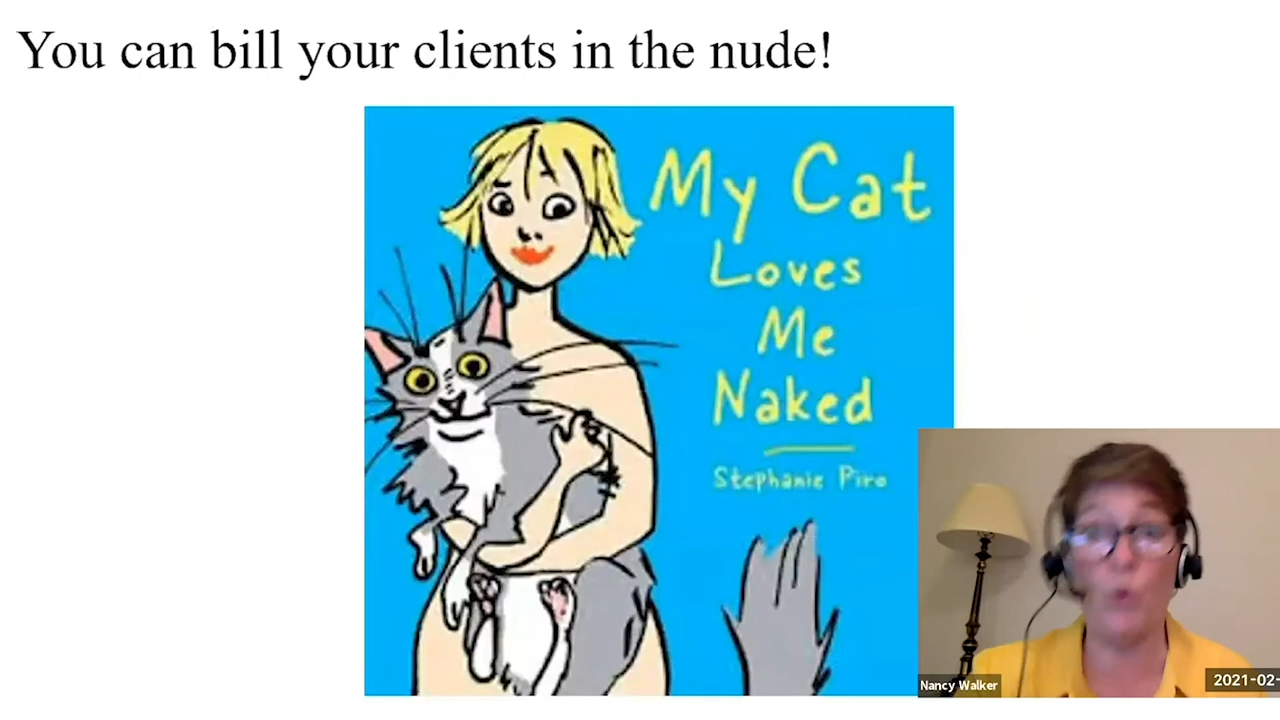 You can bill your clients in the nude!
My Cat
Loves
Me
Naked
Stephanie Piro
Nancy Walker
2021-02-